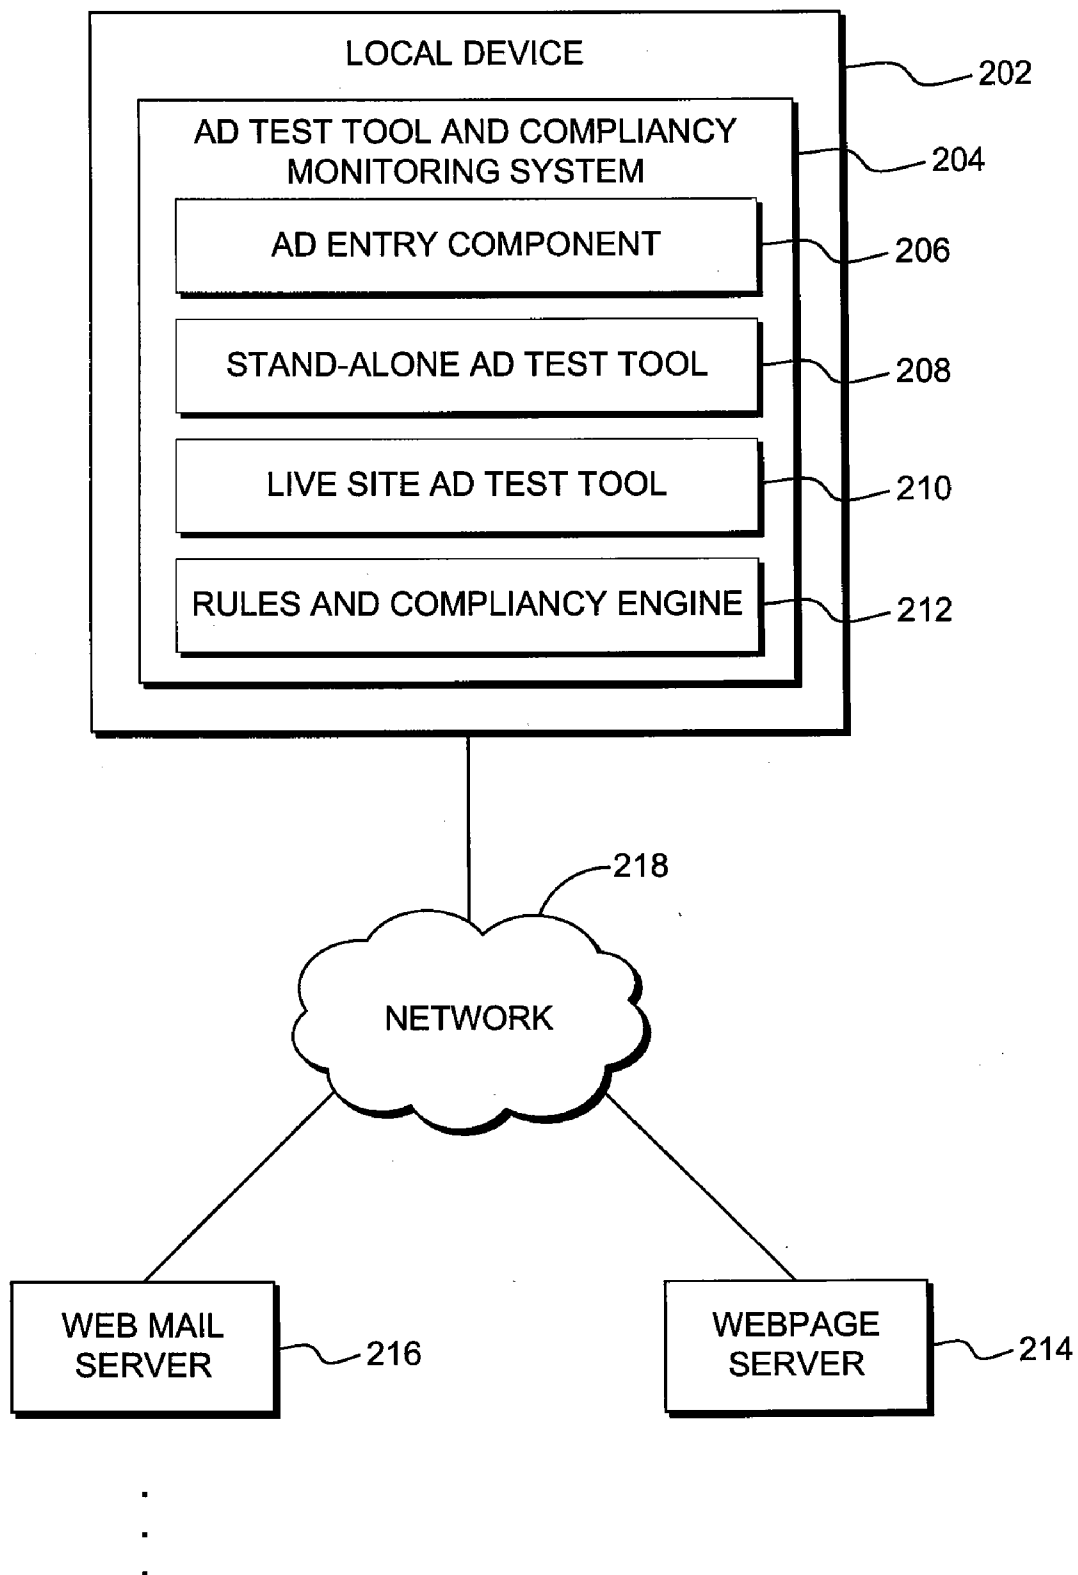 LOCAL DEVICE
202
AD TEST TOOL AND COMPLIANCY
MONITORING SYSTEM
204
AD ENTRY COMPONENT
206
STAND-ALONE AD TEST TOOL
208
LIVE SITE AD TEST TOOL
210
RULES AND COMPLIANCY ENGINE
212
218
NETWORK
WEB MAIL
SERVER
216
WEBPAGE
SERVER
214